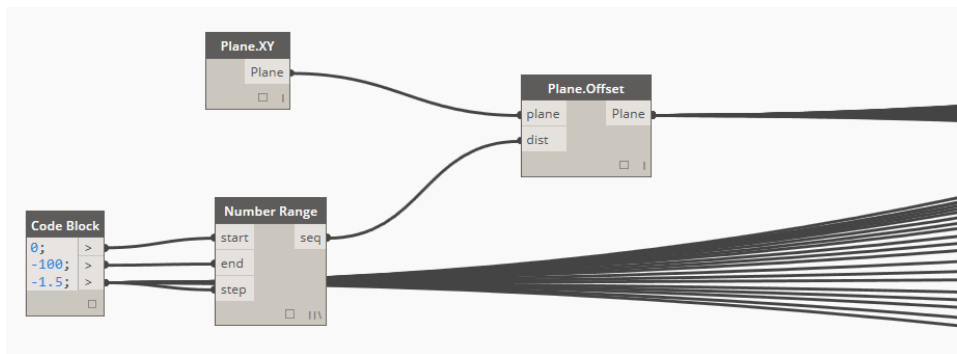 Plane.XY
Plane
Plane.Offset
plane
Plane
dist
Code Block
0;
>
-100;
>
-1.5;
>
Number Range
start
seq
end
step